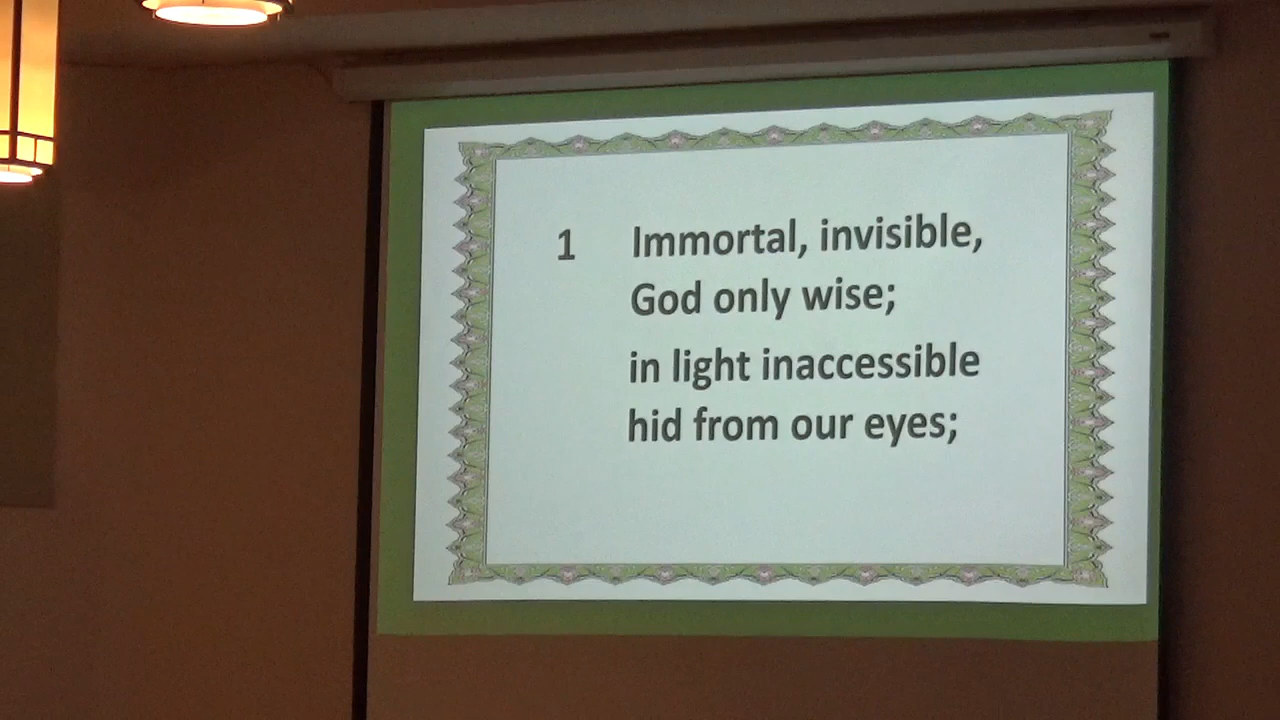 1 Immortal, invisible,
God only wise;
in light inaccessible
hid from our eyes;